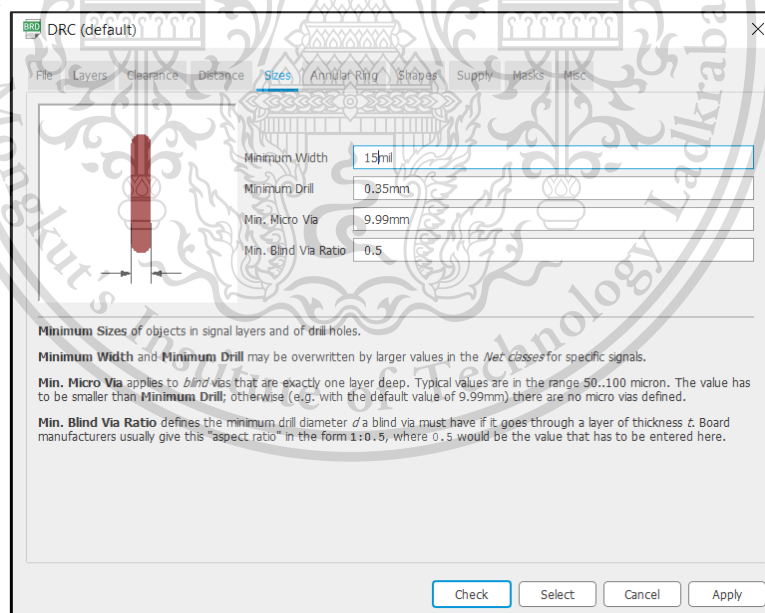 BRD DRC (default)
File Layers Clearance Distance Sizes Annular Ring Shapes Supply Masks Misc
Minimum Width 15mil
Minimum Drill 0.35mm
Min. Micro Via 9.99mm
Min. Blind Via Ratio 0.5
Minimum Sizes of objects in signal layers and of drill holes.
Minimum Width and Minimum Drill may be overwritten by larger values in the Net classes for specific signals.
Min. Micro Via applies to blind vias that are exactly one layer deep. Typical values are in the range 50..100 micron. The value has
to be smaller than Minimum Drill; otherwise (e.g. with the default value of 9.99mm) there are no micro vias defined.
Min. Blind Via Ratio defines the minimum drill diameter d a blind via must have if it goes through a layer of thickness t. Board
manufacturers usually give this "aspect ratio" in the form 1:0.5, where 0.5 would be the value that has to be entered here.
Check Select Cancel Apply
Mongkut's Institute of Technology Ladkrab